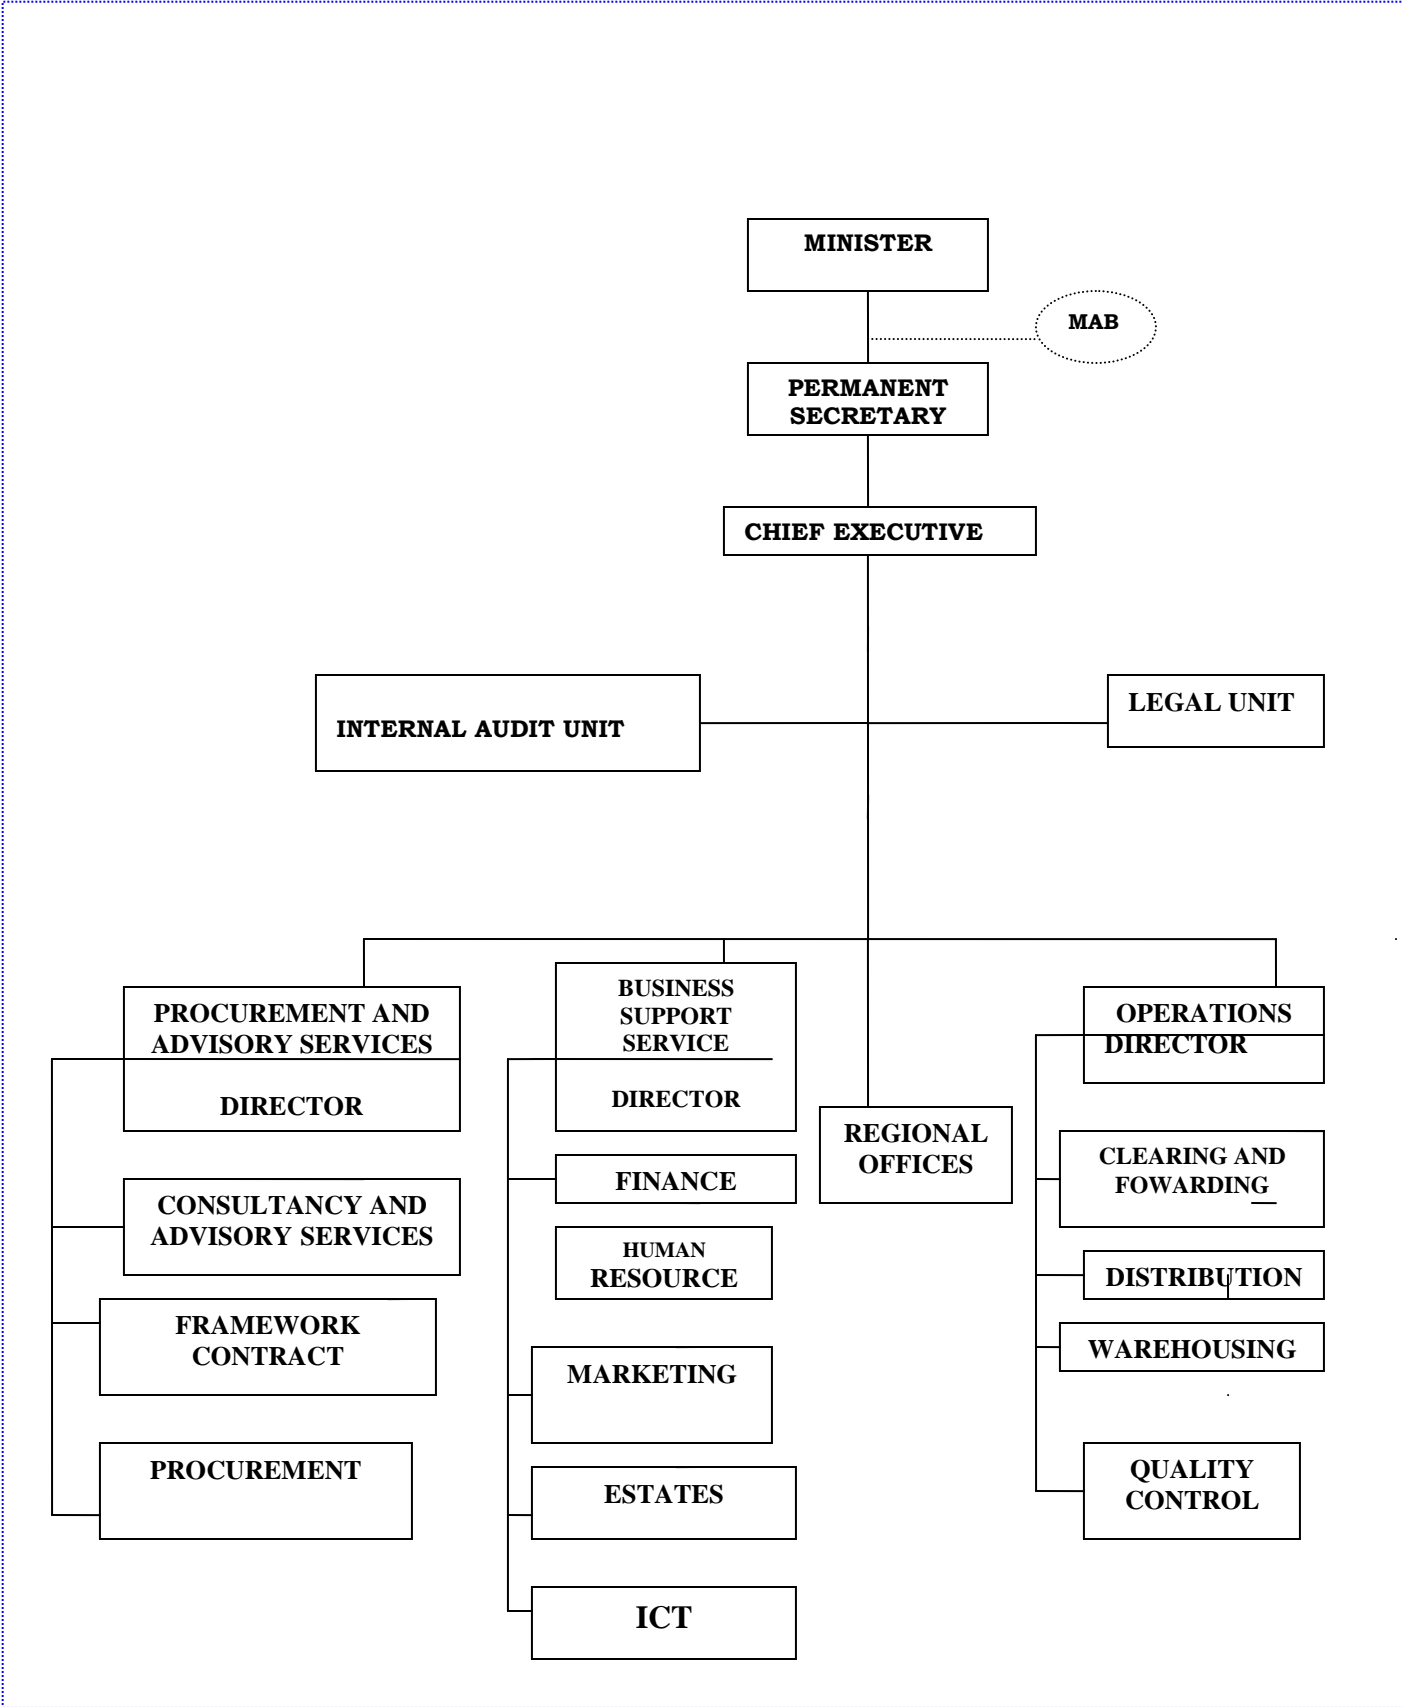 MINISTER
MAB
PERMANENT
SECRETARY
CHIEF EXECUTIVE
INTERNAL AUDIT UNIT
LEGAL UNIT
PROCUREMENT AND
ADVISORY SERVICES
DIRECTOR
CONSULTANCY AND
ADVISORY SERVICES
FRAMEWORK
CONTRACT
PROCUREMENT
BUSINESS
SUPPORT
SERVICE
DIRECTOR
FINANCE
HUMAN
RESOURCE
MARKETING
ESTATES
ICT
REGIONAL
OFFICES
OPERATIONS
DIRECTOR
CLEARING AND
FOWARDING
DISTRIBUTION
WAREHOUSING
QUALITY
CONTROL